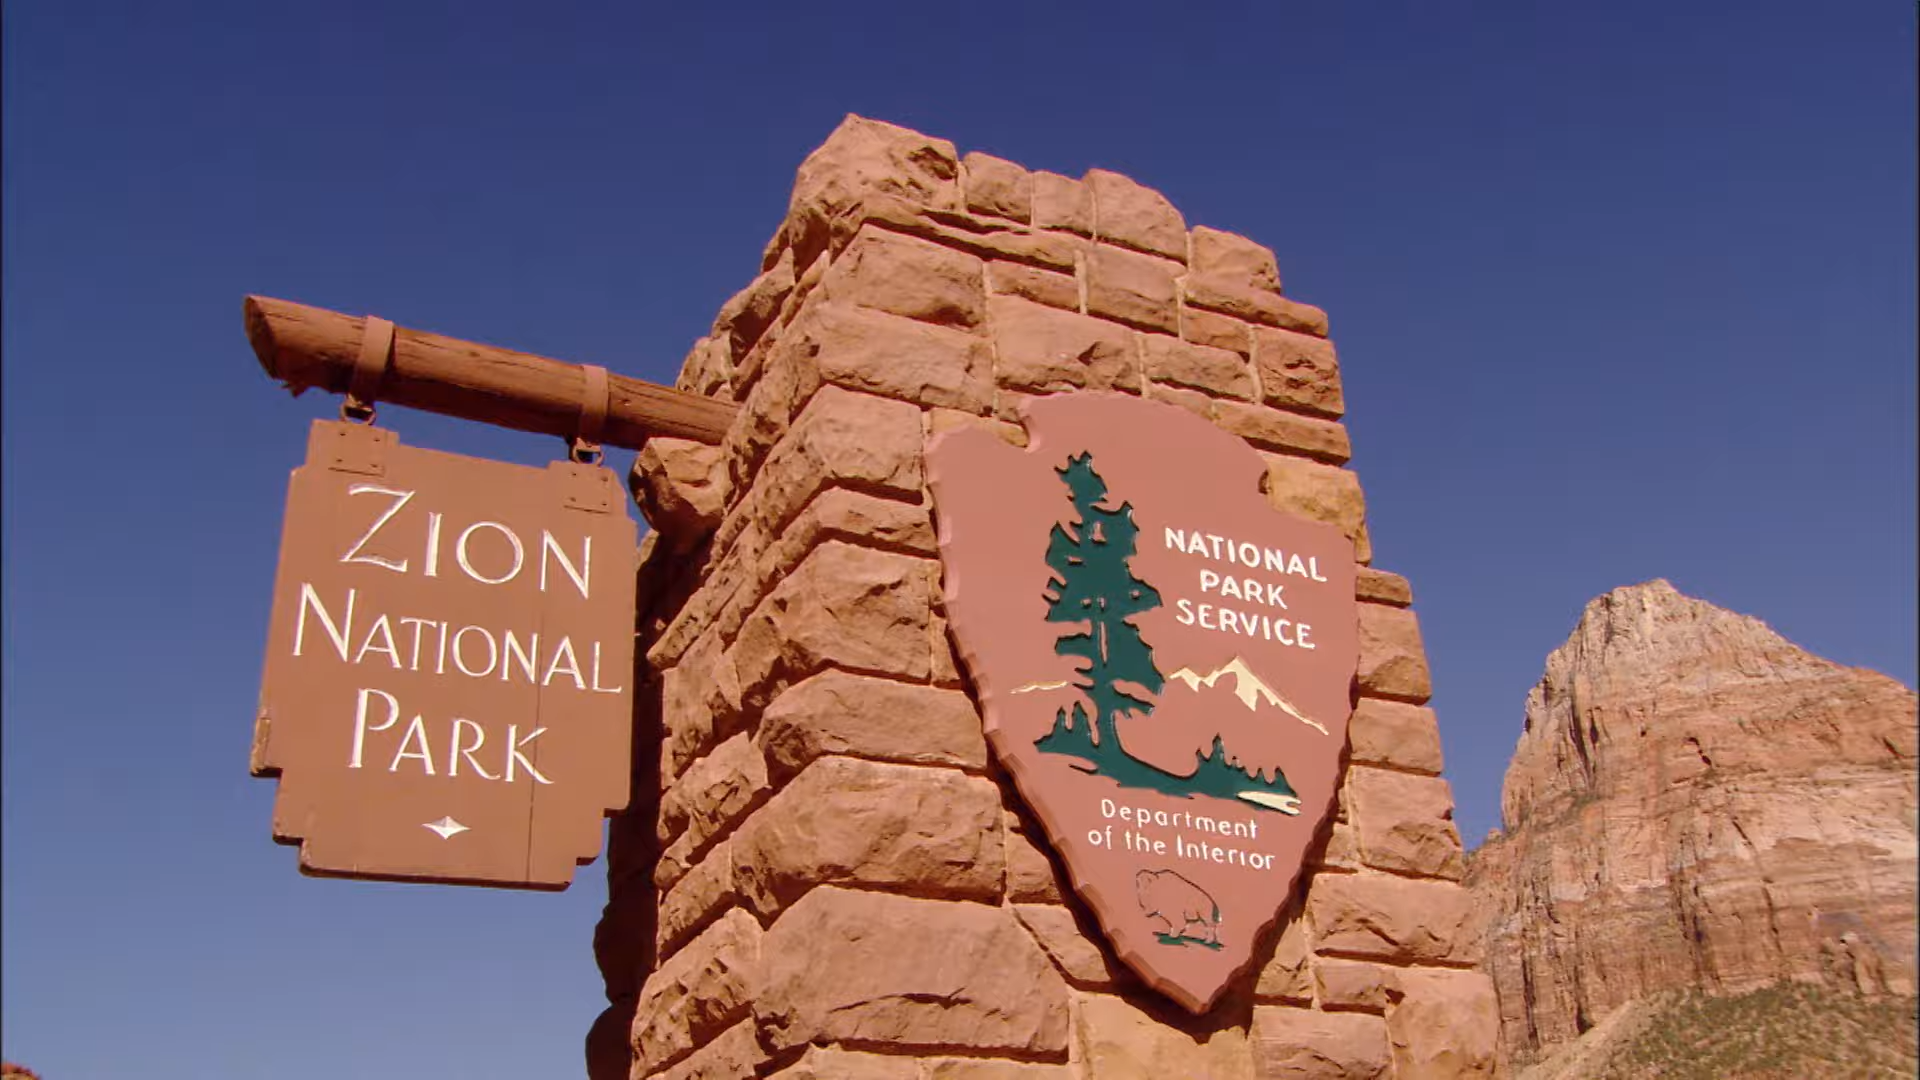 ZION
NATIONAL
PARK
NATIONAL
PARK
SERVICE
Department
of the Interior